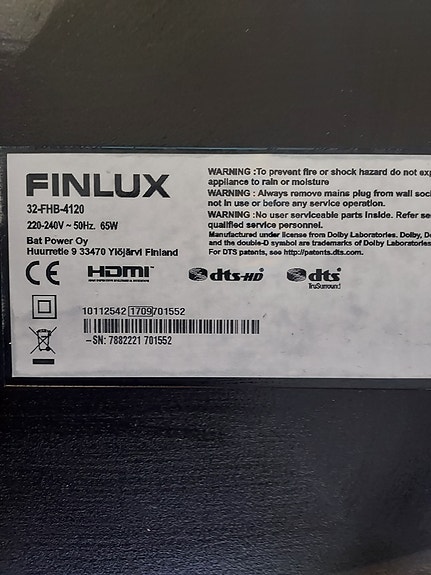 FINLUX
32-FHB-4120
220-240V ~ 50Hz. 65W
Bat Power Oy
Huurretie 9 33470 Ylöjärvi Finland
WARNING :To prevent fire or shock hazard do not
appliance to rain or moisture
WARNING : Always remove mains plug from wall
not in use or before any service operation.
WARNING :No user serviceable parts Inside. Refer
qualified service personnel.
Manufactured under license from Dolby Laboratories. Dolby,
and the double-D symbol are trademarks of Dolby Laboratories.
For DTS patents, see http://patents.dts.com.
CE HDMI dts-HD dts
TruSurround
10112542 1709 701552
–SN: 7882221 701552